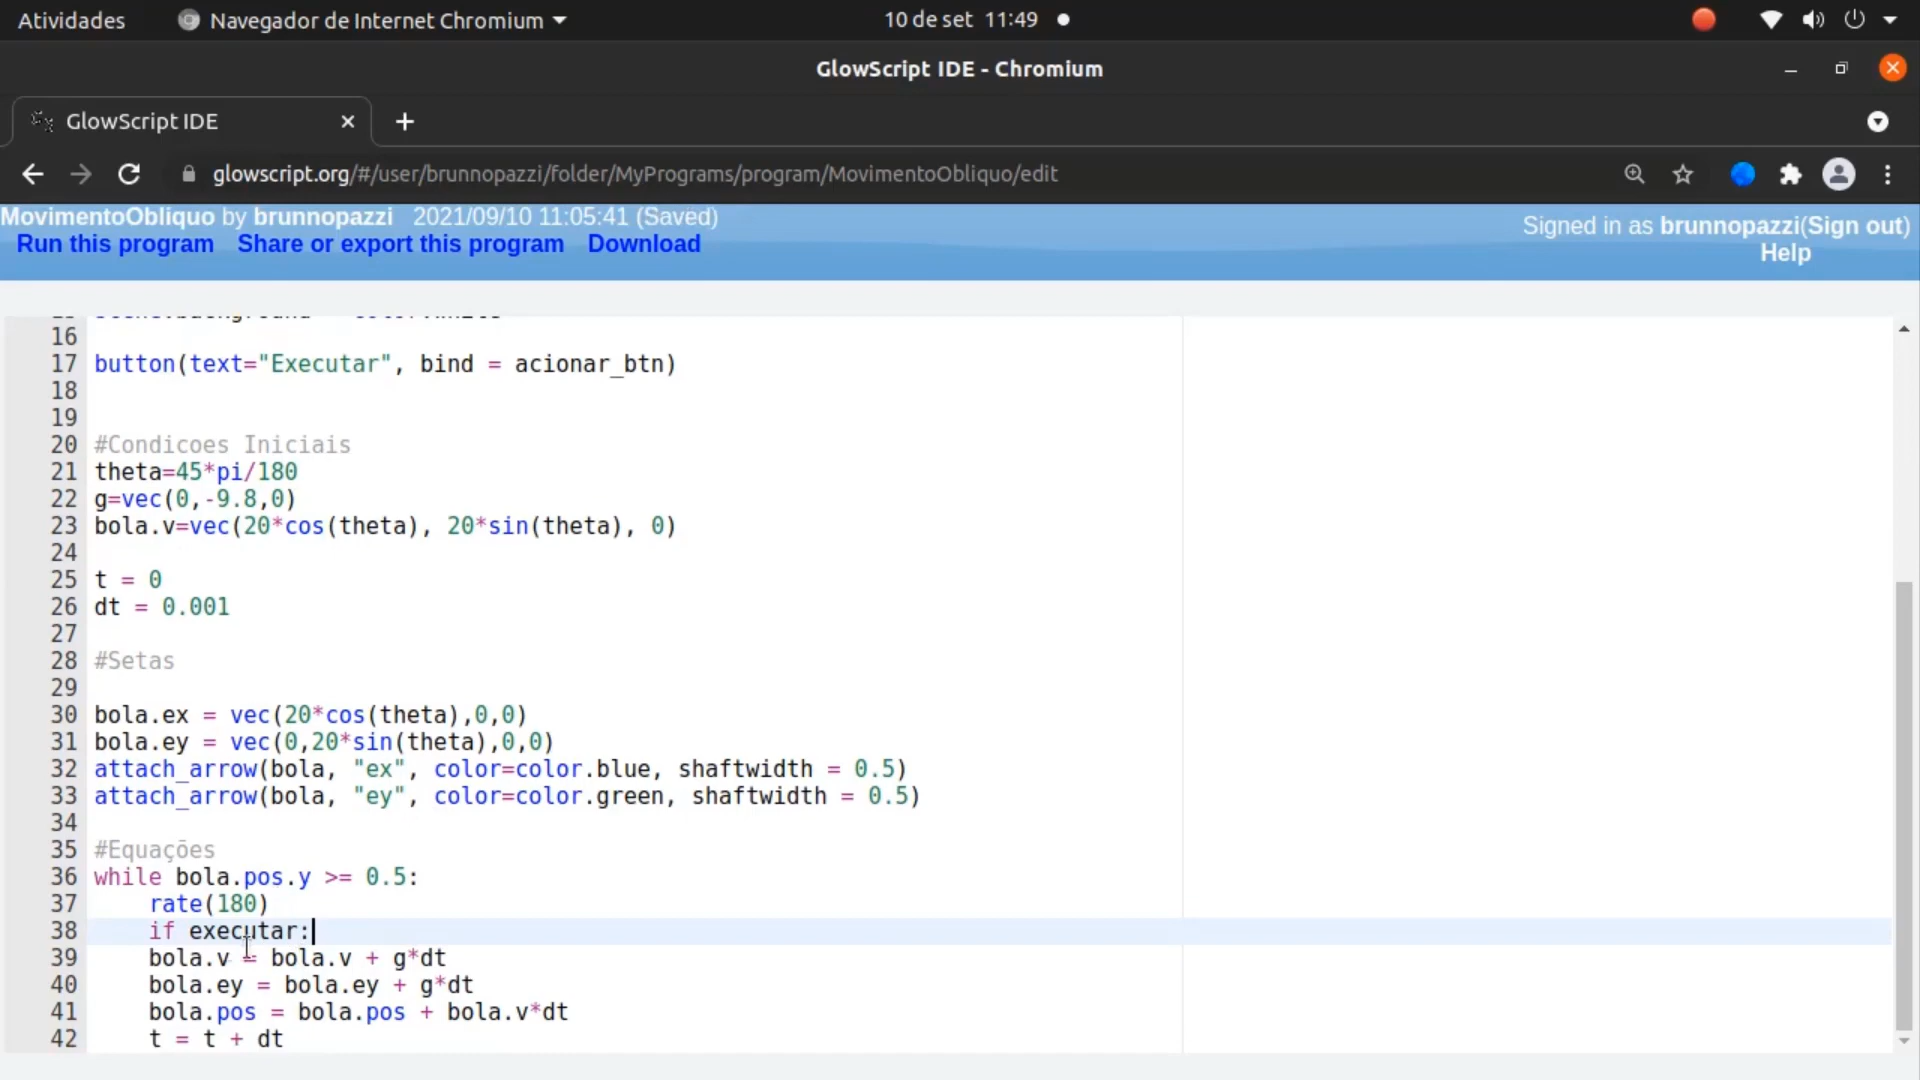 Atividades
Navegador de Internet Chromium
10 de set 11:49
GlowScript IDE - Chromium
GlowScript IDE
glowscript.org/#/user/brunnopazzi/folder/MyPrograms/program/MovimentoObliquo/edit
MovimentoObliquo by brunnopazzi 2021/09/10 11:05:41 (Saved)
Signed in as brunnopazzi(Sign out)
Run this program Share or export this program Download
Help
16
17 button(text="Executar", bind = acionar_btn)
18
19
20 #Condicoes Iniciais
21 theta=45*pi/180
22 g=vec(0,-9.8,0)
23 bola.v=vec(20*cos(theta), 20*sin(theta), 0)
24
25 t = 0
26 dt = 0.001
27
28 #Setas
29
30 bola.ex = vec(20*cos(theta),0,0)
31 bola.ey = vec(0,20*sin(theta),0,0)
32 attach_arrow(bola, "ex", color=color.blue, shaftwidth = 0.5)
33 attach_arrow(bola, "ey", color=color.green, shaftwidth = 0.5)
34
35 #Equações
36 while bola.pos.y >= 0.5:
37 rate(180)
38 if executar:
39 bola.v = bola.v + g*dt
40 bola.ey = bola.ey + g*dt
41 bola.pos = bola.pos + bola.v*dt
42 t = t + dt